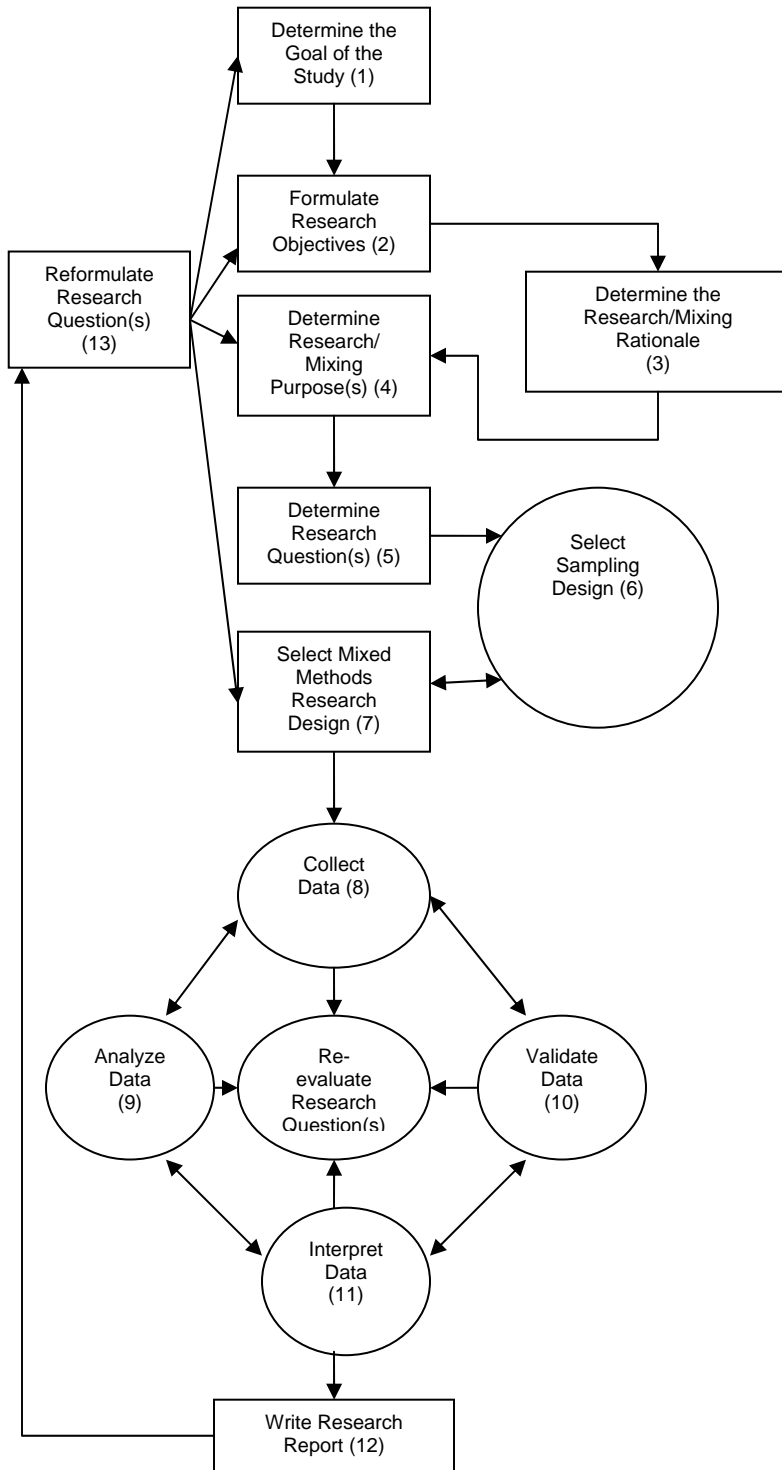 Determine the
Goal of the
Study (1)
Formulate
Research
Objectives (2)
Reformulate
Research
Question(s)
(13)
Determine the
Research/Mixing
Rationale
(3)
Determine
Research/
Mixing
Purpose(s) (4)
Determine
Research
Question(s) (5)
Select
Sampling
Design (6)
Select Mixed
Methods
Research
Design (7)
Collect
Data (8)
Analyze
Data
(9)
Re-
evaluate
Research
Question(s)
Validate
Data
(10)
Interpret
Data
(11)
Write Research
Report (12)